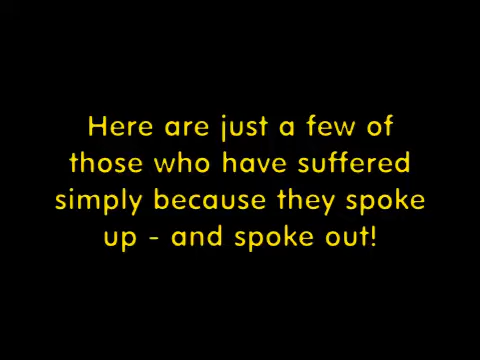 Here are just a few of
those who have suffered
simply because they spoke
up - and spoke out!